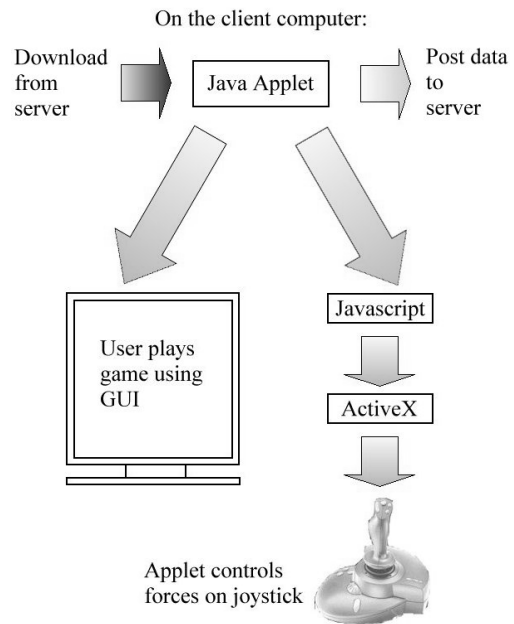 On the client computer:
Download
from
server
Java Applet
Post data
to
server
User plays
game using
GUI
Javascript
ActiveX
Applet controls
forces on joystick